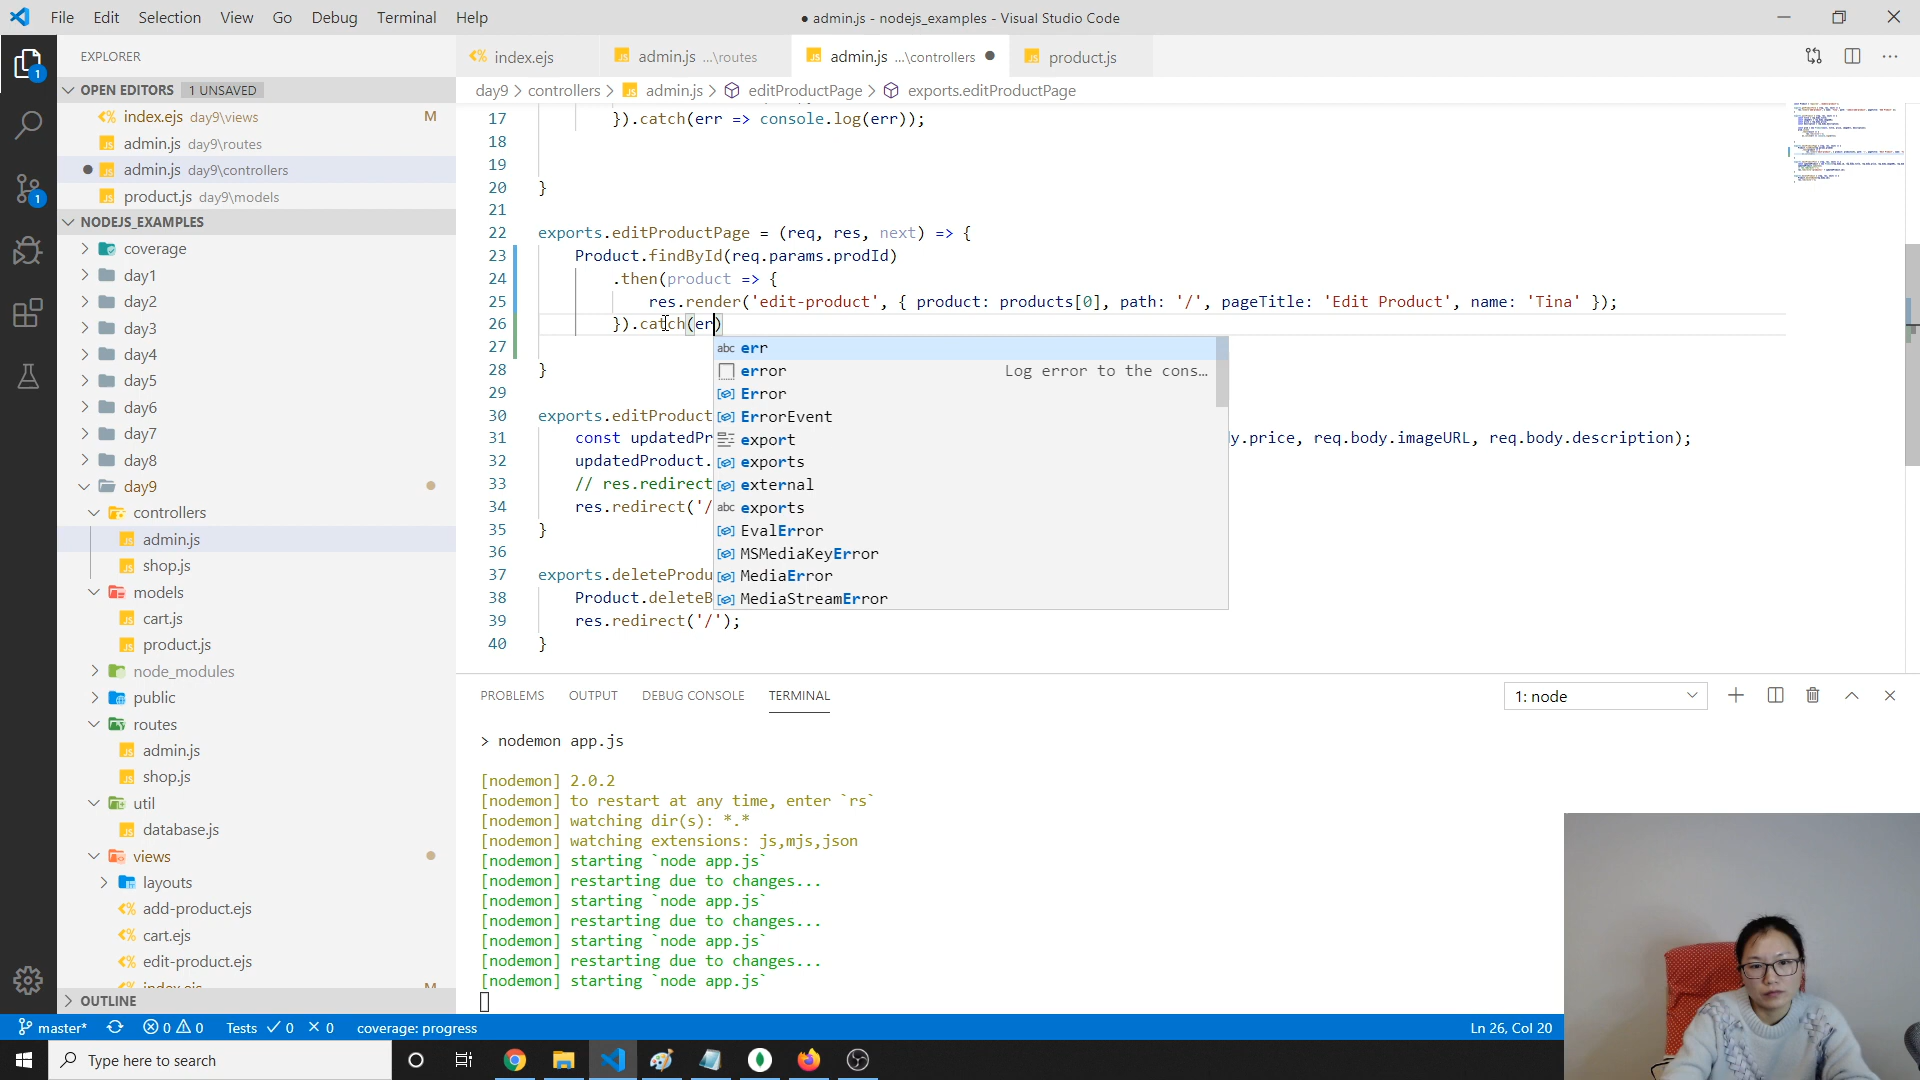 File Edit Selection View Go Debug Terminal Help
● admin.js - nodejs_examples - Visual Studio Code
EXPLORER
OPEN EDITORS 1 UNSAVED
index.ejs day9\views M
admin.js day9\routes
admin.js day9\controllers
product.js day9\models
NODEJS_EXAMPLES
coverage
day1
day2
day3
day4
day5
day6
day7
day8
day9
controllers
admin.js
shop.js
models
cart.js
product.js
node_modules
public
routes
admin.js
shop.js
util
database.js
views
layouts
add-product.ejs
cart.ejs
edit-product.ejs
index.ejs M
OUTLINE
index.ejs admin.js ...\routes admin.js ...\controllers product.js
day9 > controllers > admin.js > editProductPage > exports.editProductPage
17 }).catch(err => console.log(err));
18
19
20 }
21
22 exports.editProductPage = (req, res, next) => {
23 Product.findById(req.params.prodId)
24 .then(product => {
25 res.render('edit-product', { product: products[0], path: '/', pageTitle: 'Edit Product', name: 'Tina' });
26 }).catch(er)
27
28 }
29
30 exports.editProduct
31 const updatedPr y.price, req.body.imageURL, req.body.description);
32 updatedProduct.
33 // res.redirect
34 res.redirect('/
35 }
36
37 exports.deleteProdu
38 Product.deleteB
39 res.redirect('/');
40 }
abc err
error Log error to the cons...
Error
ErrorEvent
export
exports
external
abc exports
EvalError
MSMediaKeyError
MediaError
MediaStreamError
PROBLEMS OUTPUT DEBUG CONSOLE TERMINAL 1: node
> nodemon app.js
[nodemon] 2.0.2
[nodemon] to restart at any time, enter `rs`
[nodemon] watching dir(s): *.*
[nodemon] watching extensions: js,mjs,json
[nodemon] starting `node app.js`
[nodemon] restarting due to changes...
[nodemon] starting `node app.js`
[nodemon] restarting due to changes...
[nodemon] starting `node app.js`
[nodemon] restarting due to changes...
[nodemon] starting `node app.js`
master* 0 0 Tests 0 0 coverage: progress Ln 26, Col 20
Type here to search